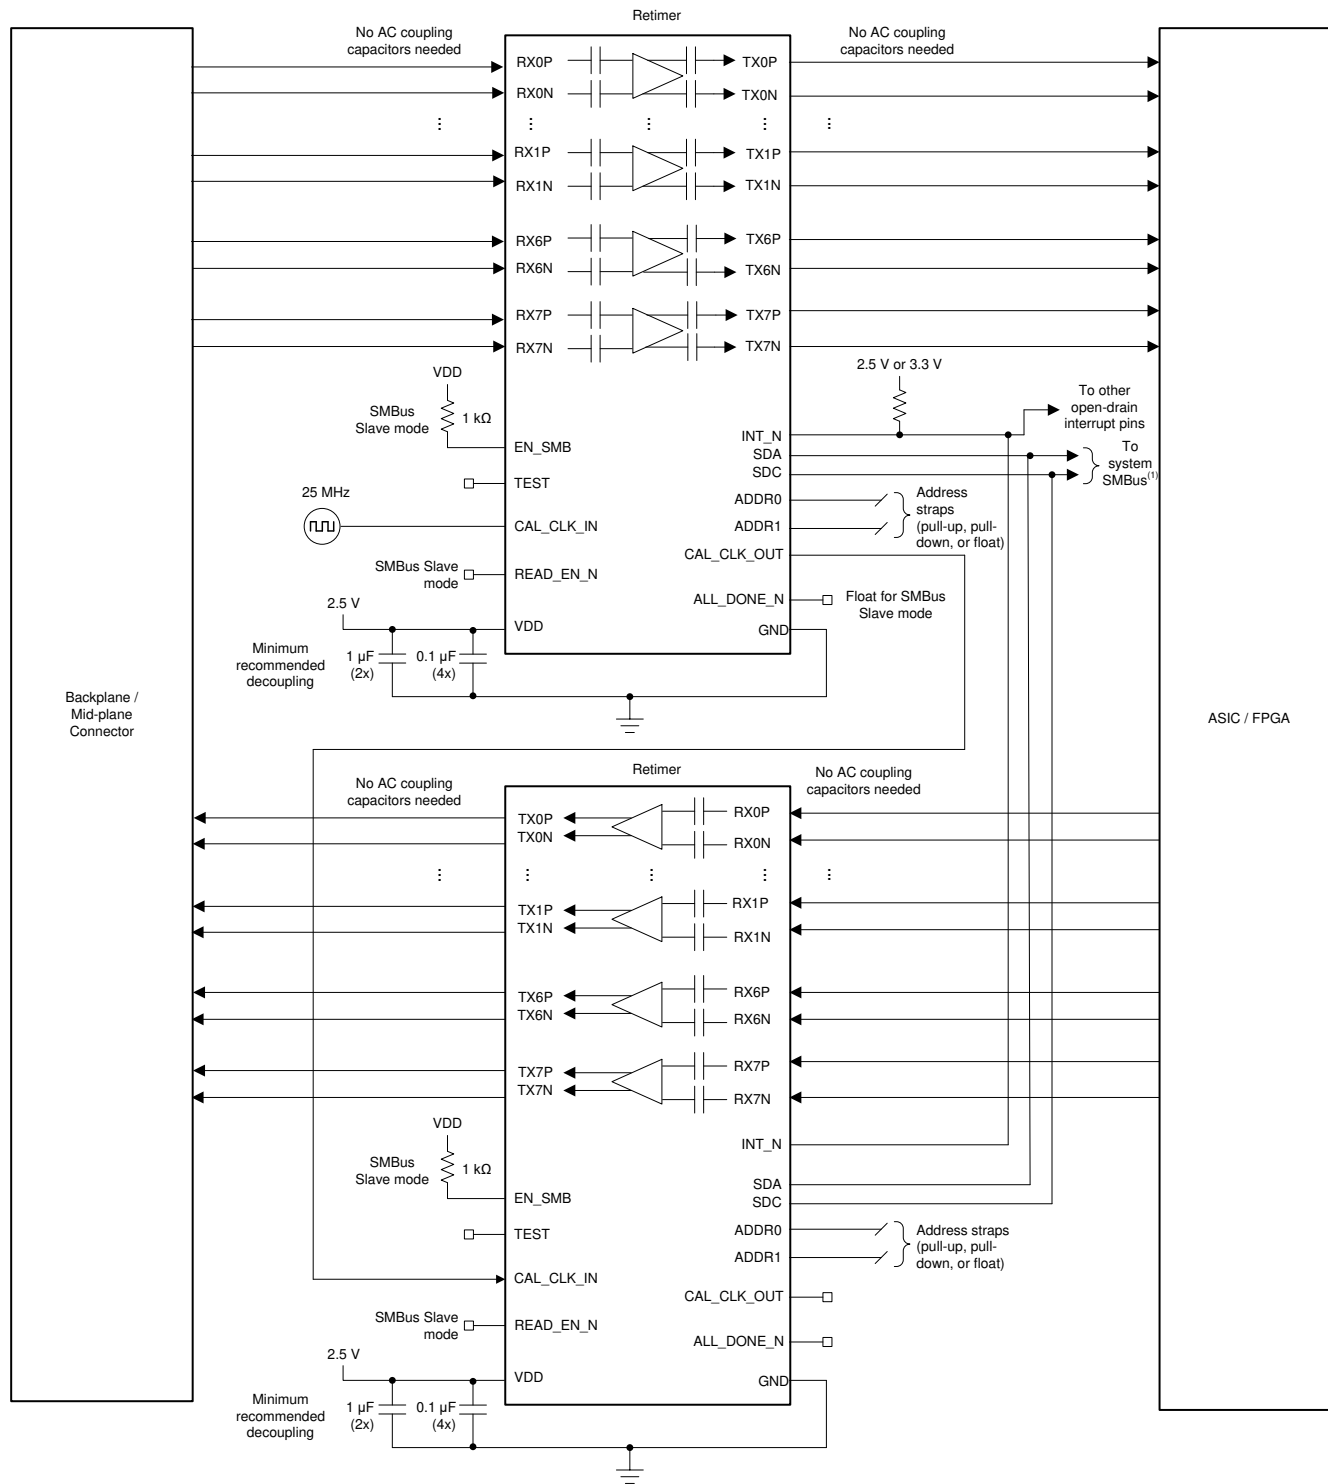 Retimer
No AC coupling
capacitors needed
No AC coupling
capacitors needed
RX0P
TX0P
RX0N
TX0N
...
...
...
...
...
RX1P
TX1P
RX1N
TX1N
RX6P
TX6P
RX6N
TX6N
RX7P
TX7P
RX7N
TX7N
VDD
SMBus
Slave mode
1 kΩ
EN_SMB
TEST
25 MHz
CAL_CLK_IN
SMBus Slave
mode
READ_EN_N
2.5 V
VDD
Minimum
recommended
decoupling
1 µF
(2x)
0.1 µF
(4x)
2.5 V or 3.3 V
To other
open-drain
interrupt pins
INT_N
SDA
SDC
To
system
SMBus(1)
ADDR0
ADDR1
Address
straps
(pull-up, pull-
down, or float)
CAL_CLK_OUT
ALL_DONE_N
Float for SMBus
Slave mode
GND
Backplane /
Mid-plane
Connector
ASIC / FPGA
Retimer
No AC coupling
capacitors needed
No AC coupling
capacitors needed
TX0P
RX0P
TX0N
RX0N
...
...
...
...
...
TX1P
RX1P
TX1N
RX1N
TX6P
RX6P
TX6N
RX6N
TX7P
RX7P
TX7N
RX7N
VDD
SMBus
Slave mode
1 kΩ
EN_SMB
TEST
CAL_CLK_IN
SMBus Slave
mode
READ_EN_N
2.5 V
VDD
Minimum
recommended
decoupling
1 µF
(2x)
0.1 µF
(4x)
INT_N
SDA
SDC
ADDR0
ADDR1
Address straps
(pull-up, pull-
down, or float)
CAL_CLK_OUT
ALL_DONE_N
GND